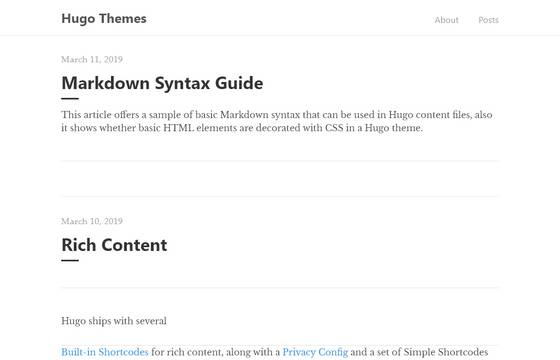 Hugo Themes
About Posts
March 11, 2019
Markdown Syntax Guide
This article offers a sample of basic Markdown syntax that can be used in Hugo content files, also
it shows whether basic HTML elements are decorated with CSS in a Hugo theme.
March 10, 2019
Rich Content
Hugo ships with several
Built-in Shortcodes for rich content, along with a Privacy Config and a set of Simple Shortcodes